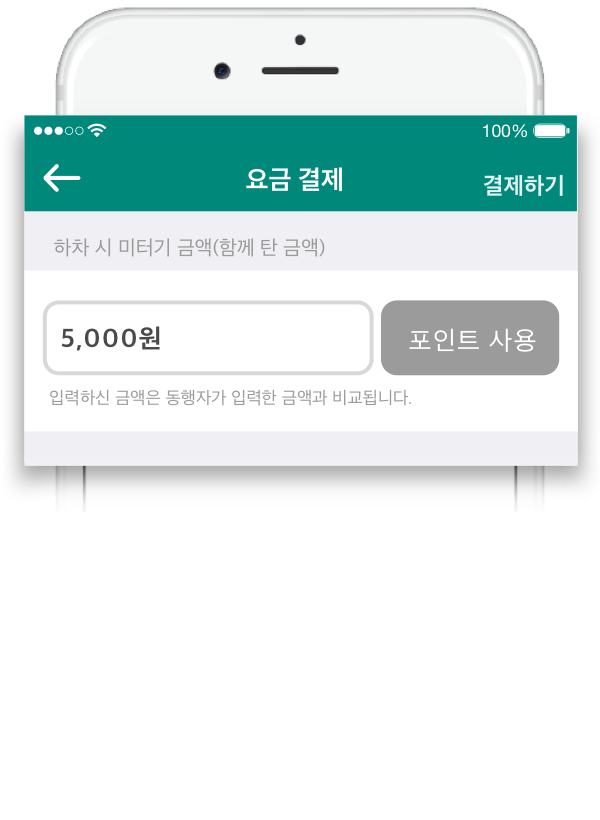 100%
요금 결제
결제하기
하차 시 미터기 금액(함께 탄 금액)
5,000원
포인트 사용
입력하신 금액은 동행자가 입력한 금액과 비교됩니다.